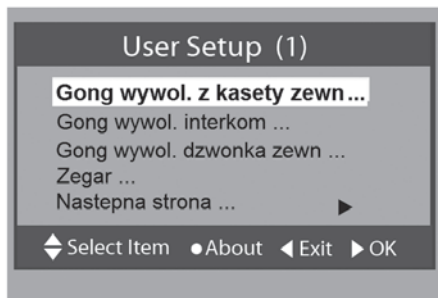 User Setup (1)
Gong wywol. z kasety zewn...
Gong wywol. interkom ...
Gong wywol. dzwonka zewn ...
Zegar ...
Nastepna strona ...
Select Item About Exit OK